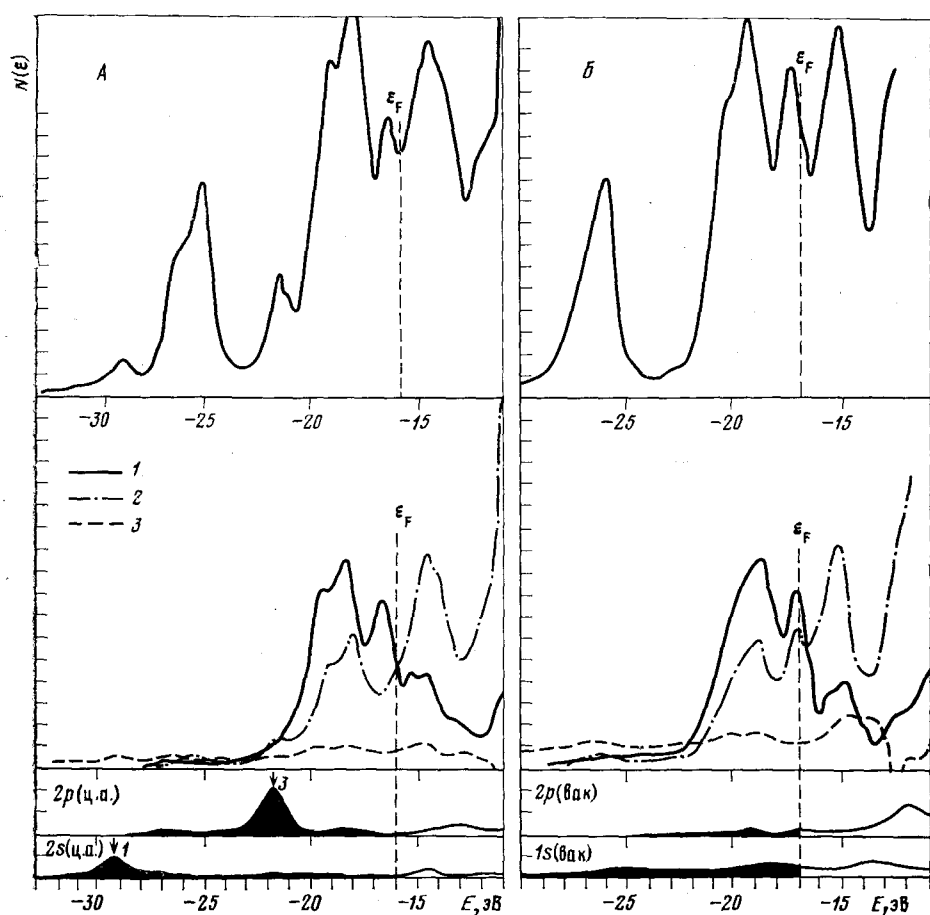 N(ε)
А
ε_F
Б
ε_F
−30 −25 −20 −15
−25 −20 −15
1
2
3
ε_F
ε_F
2p(ц.а.)
3
2p(вак)
2s(ц.а.)
1
1s(вак)
−30 −25 −20 −15 E,эв
−25 −20 −15 E,эв